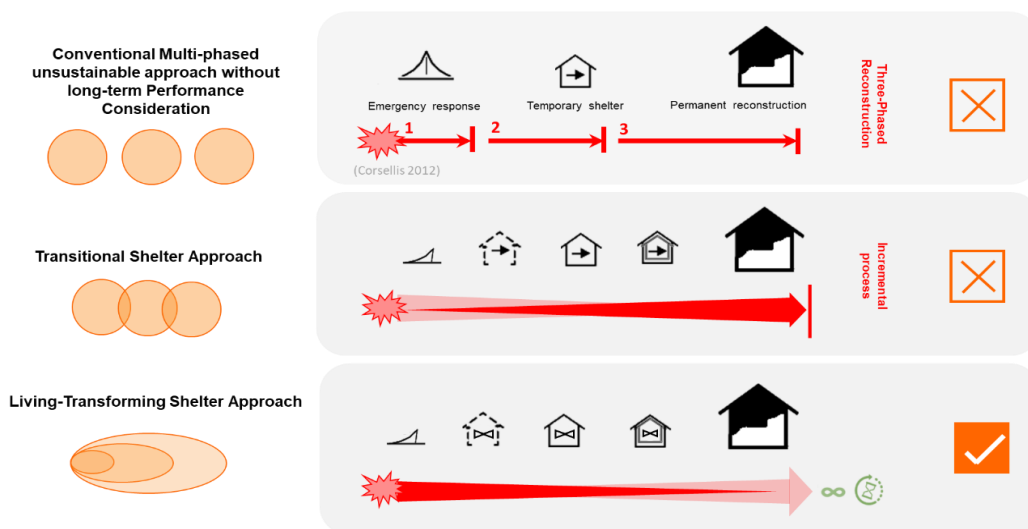 Conventional Multi-phased
unsustainable approach without
long-term Performance
Consideration
Emergency response
Temporary shelter
Permanent reconstruction
1
2
3
(Corsellis 2012)
Three-Phased
Reconstruction
Transitional Shelter Approach
Incremental
process
Living-Transforming Shelter Approach
∞